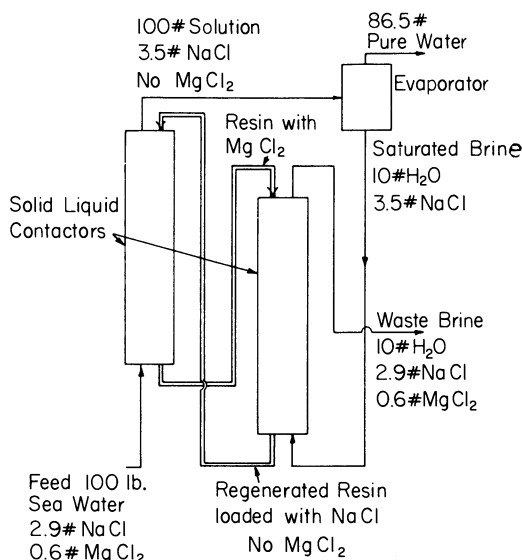 100# Solution
3.5# NaCl
No MgCl2
86.5#
Pure Water
Evaporator
Resin with
MgCl2
Saturated Brine
10# H2O
3.5# NaCl
Solid Liquid
Contactors
Waste Brine
10# H2O
2.9# NaCl
0.6# MgCl2
Feed 100 lb.
Sea Water
2.9# NaCl
0.6# MgCl2
Regenerated Resin
loaded with NaCl
No MgCl2